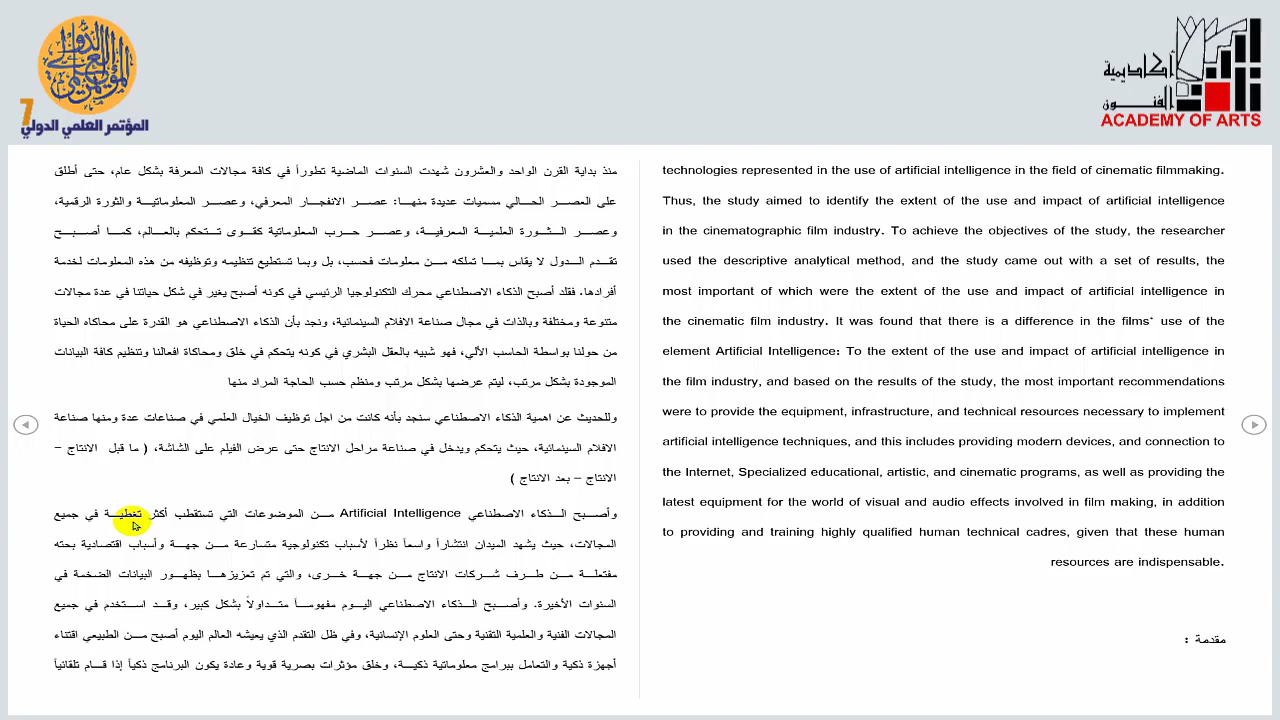 المؤتمر العلمي الدولي
7
المؤتمر العلمي الدولي
أكاديمية
الفنون
ACADEMY OF ARTS
technologies represented in the use of artificial intelligence in the field of cinematic filmmaking.
Thus, the study aimed to identify the extent of the use and impact of artificial intelligence
in the cinematographic film industry. To achieve the objectives of the study, the researcher
used the descriptive analytical method, and the study came out with a set of results, the
most important of which were the extent of the use and impact of artificial intelligence in
the cinematic film industry. It was found that there is a difference in the films' use of the
element Artificial Intelligence: To the extent of the use and impact of artificial intelligence in
the film industry, and based on the results of the study, the most important recommendations
were to provide the equipment, infrastructure, and technical resources necessary to implement
artificial intelligence techniques, and this includes providing modern devices, and connection to
the Internet, Specialized educational, artistic, and cinematic programs, as well as providing the
latest equipment for the world of visual and audio effects involved in film making, in addition
to providing and training highly qualified human technical cadres, given that these human
resources are indispensable.
مقدمة :
منذ بداية القرن الواحد والعشرون شهدت السنوات الماضية تطوراً في كافة مجالات المعرفة بشكل عام، حتى أطلق
على العصر الحالي مسميات عديدة منها: عصر الانفجار المعرفي، وعصر المعلوماتية والثورة الرقمية،
وعصر الثورة العلمية المعرفية، وعصر حرب المعلوماتية كقوى تتحكم بالعالم، كما أصبح
تقدم الدول لا يقاس بما تملكه من معلومات فحسب، بل وبما تستطيع تنظيمه وتوظيفه من هذه المعلومات لخدمة
أفرادها. فقلد أصبح الذكاء الاصطناعي محرك التكنولوجيا الرئيسي في كونه أصبح يغير في شكل حياتنا في عدة مجالات
متنوعة ومختلفة وبالذات في مجال صناعة الافلام السينمائية، ونجد بأن الذكاء الاصطناعي هو القدرة على محاكاه الحياة
من حولنا بواسطة الحاسب الألي، فهو شبيه بالعقل البشري في كونه يتحكم في خلق ومحاكاة افعالنا وتنظيم كافة البيانات
الموجودة بشكل مرتب، ليتم عرضها بشكل مرتب ومنظم حسب الحاجة المراد منها
وللحديث عن اهمية الذكاء الاصطناعي سنجد بأنه كانت من اجل توظيف الخيال العلمي في صناعات عدة ومنها صناعة
الافلام السينمائية، حيث يتحكم ويدخل في صناعة مراحل الانتاج حتى عرض الفيلم على الشاشة، ( ما قبل الانتاج –
الانتاج – بعد الانتاج )
وأصبح الذكاء الاصطناعي Artificial Intelligence من الموضوعات التي تستقطب أكثر تغطية في جميع
المجالات، حيث يشهد الميدان انتشاراً واسعاً نظراً لأسباب تكنولوجية متسارعة من جهة وأسباب اقتصادية بحته
مفتعلة من طرف شركات الانتاج من جهة خرى، والتي تم تعزيزها بظهور البيانات الضخمة في
السنوات الأخيرة. وأصبح الذكاء الاصطناعي اليوم مفهوماً متداولاً بشكل كبير، وقد استخدم في جميع
المجالات الفنية والعلمية التقنية وحتى العلوم الإنسانية، وفي ظل التقدم الذي يعيشه العالم اليوم أصبح من الطبيعي اقتناء
أجهزة ذكية والتعامل ببرامج معلوماتية ذكية، وخلق مؤثرات بصرية قوية وعادة يكون البرنامج ذكياً إذا قام تلقائياً